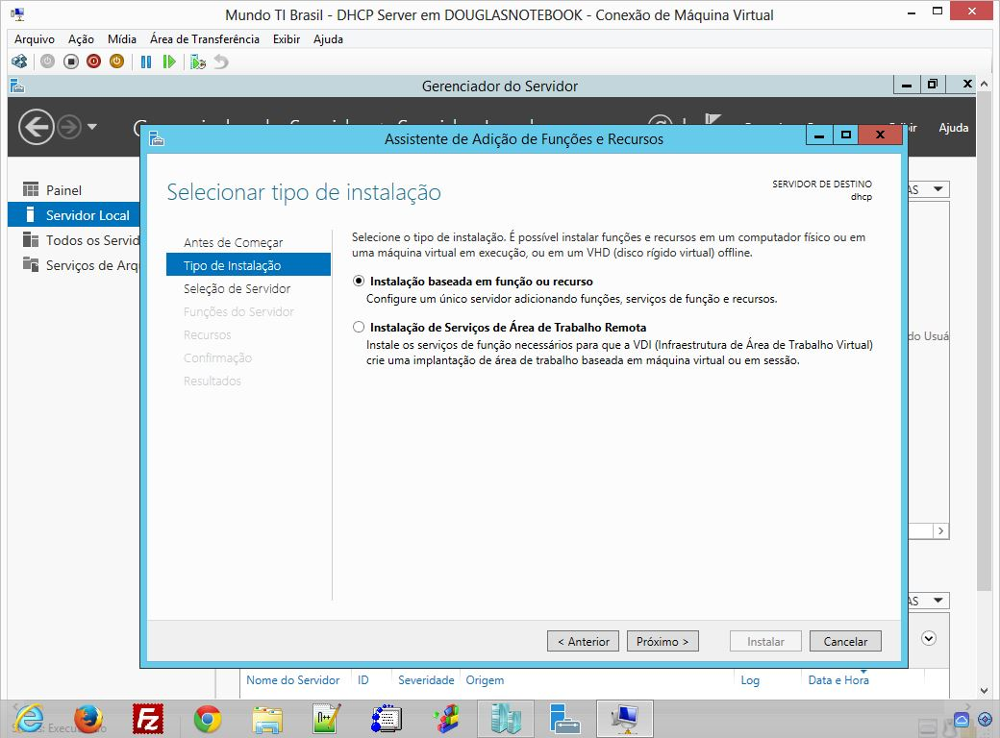 Mundo TI Brasil - DHCP Server em DOUGLASNOTEBOOK - Conexão de Máquina Virtual
Arquivo Ação Mídia Área de Transferência Exibir Ajuda
Gerenciador do Servidor
Ajuda
Assistente de Adição de Funções e Recursos
Painel
Servidor Local
Todos os Servid
Serviços de Arq
Selecionar tipo de instalação
SERVIDOR DE DESTINO
dhcp
AS
Antes de Começar
Tipo de Instalação
Seleção de Servidor
Funções do Servidor
Recursos
Confirmação
Resultados
Selecione o tipo de instalação. É possível instalar funções e recursos em um computador físico ou em
uma máquina virtual em execução, ou em um VHD (disco rígido virtual) offline.
Instalação baseada em função ou recurso
Configure um único servidor adicionando funções, serviços de função e recursos.
Instalação de Serviços de Área de Trabalho Remota
Instale os serviços de função necessários para que a VDI (Infraestrutura de Área de Trabalho Virtual)
crie uma implantação de área de trabalho baseada em máquina virtual ou em sessão.
do Usuá
AS
< Anterior Próximo > Instalar Cancelar
Nome do Servidor ID Severidade Origem Log Data e Hora